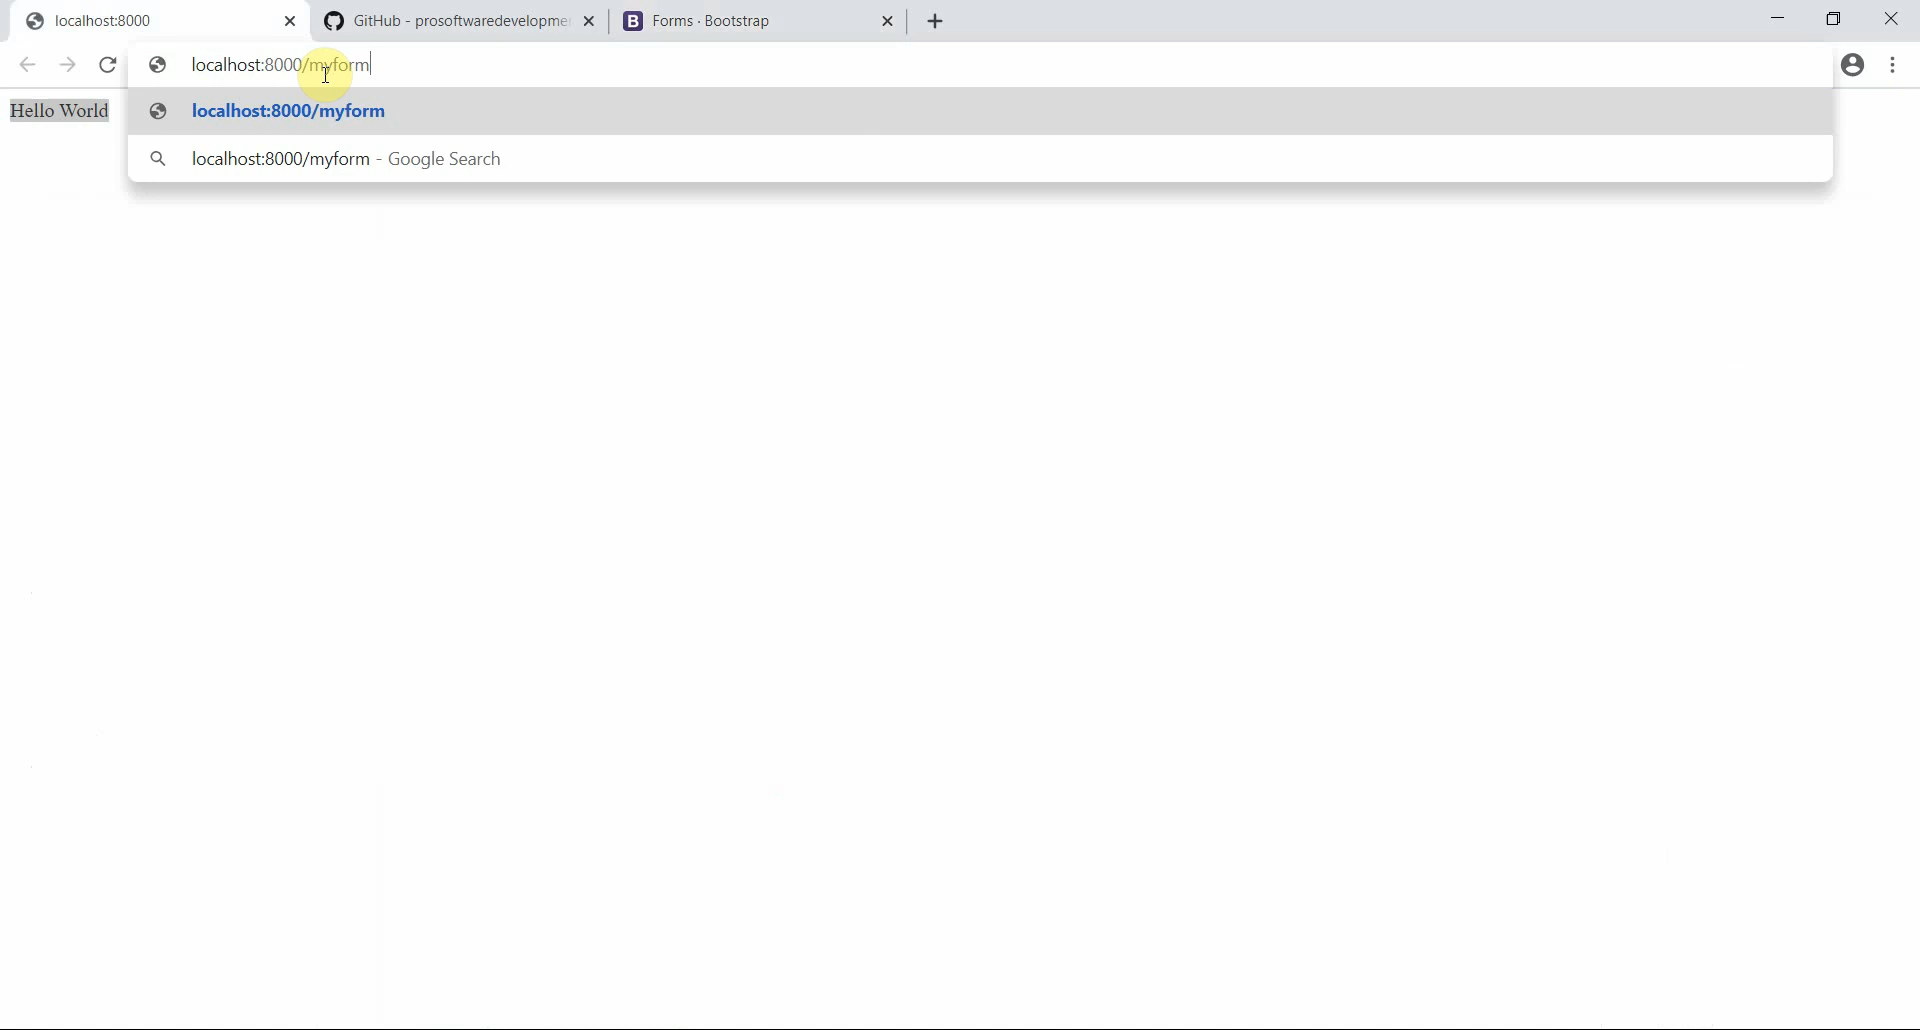 localhost:8000
GitHub - prosoftwaredevelopme
Forms · Bootstrap
localhost:8000/myform
Hello World
localhost:8000/myform
localhost:8000/myform - Google Search